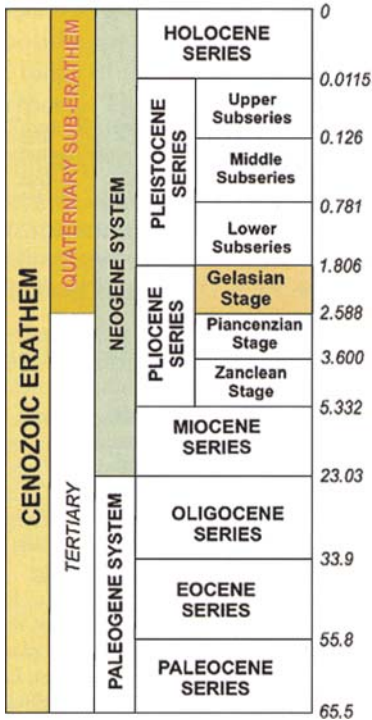 CENOZOIC ERATHEM
QUATERNARY SUB-ERATHEM
TERTIARY
NEOGENE SYSTEM
PALEOGENE SYSTEM
HOLOCENE
SERIES
PLEISTOCENE
SERIES
Upper
Subseries
Middle
Subseries
Lower
Subseries
PLIOCENE
SERIES
Gelasian
Stage
Piancenzian
Stage
Zanclean
Stage
MIOCENE
SERIES
OLIGOCENE
SERIES
EOCENE
SERIES
PALEOCENE
SERIES
0
0.0115
0.126
0.781
1.806
2.588
3.600
5.332
23.03
33.9
55.8
65.5